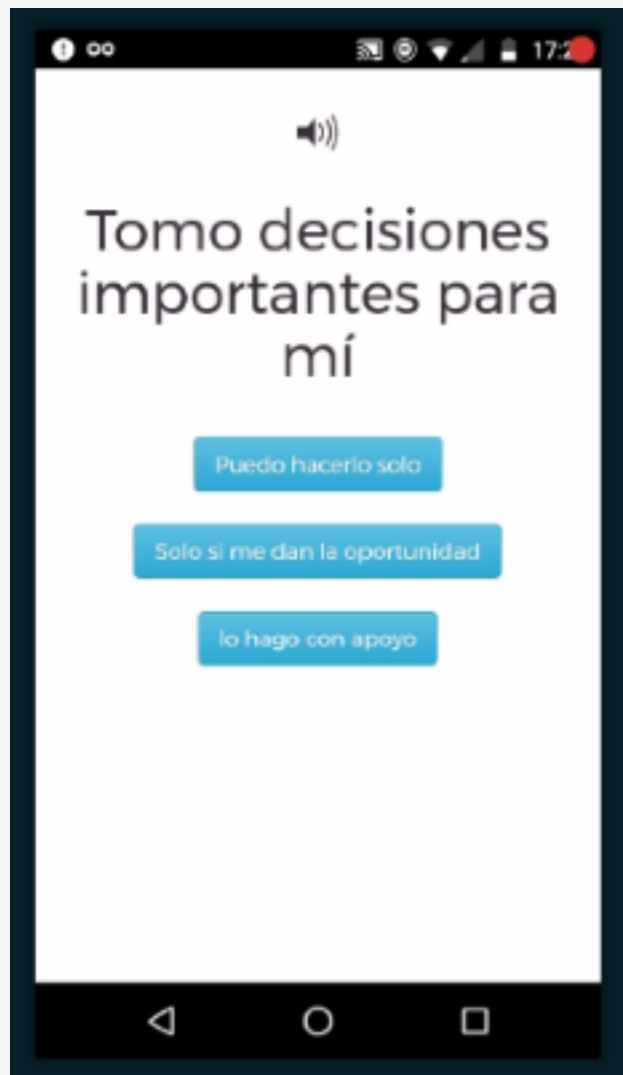 Tomo decisiones
importantes para
mí
Puedo hacerlo solo
Solo si me dan la oportunidad
lo hago con apoyo